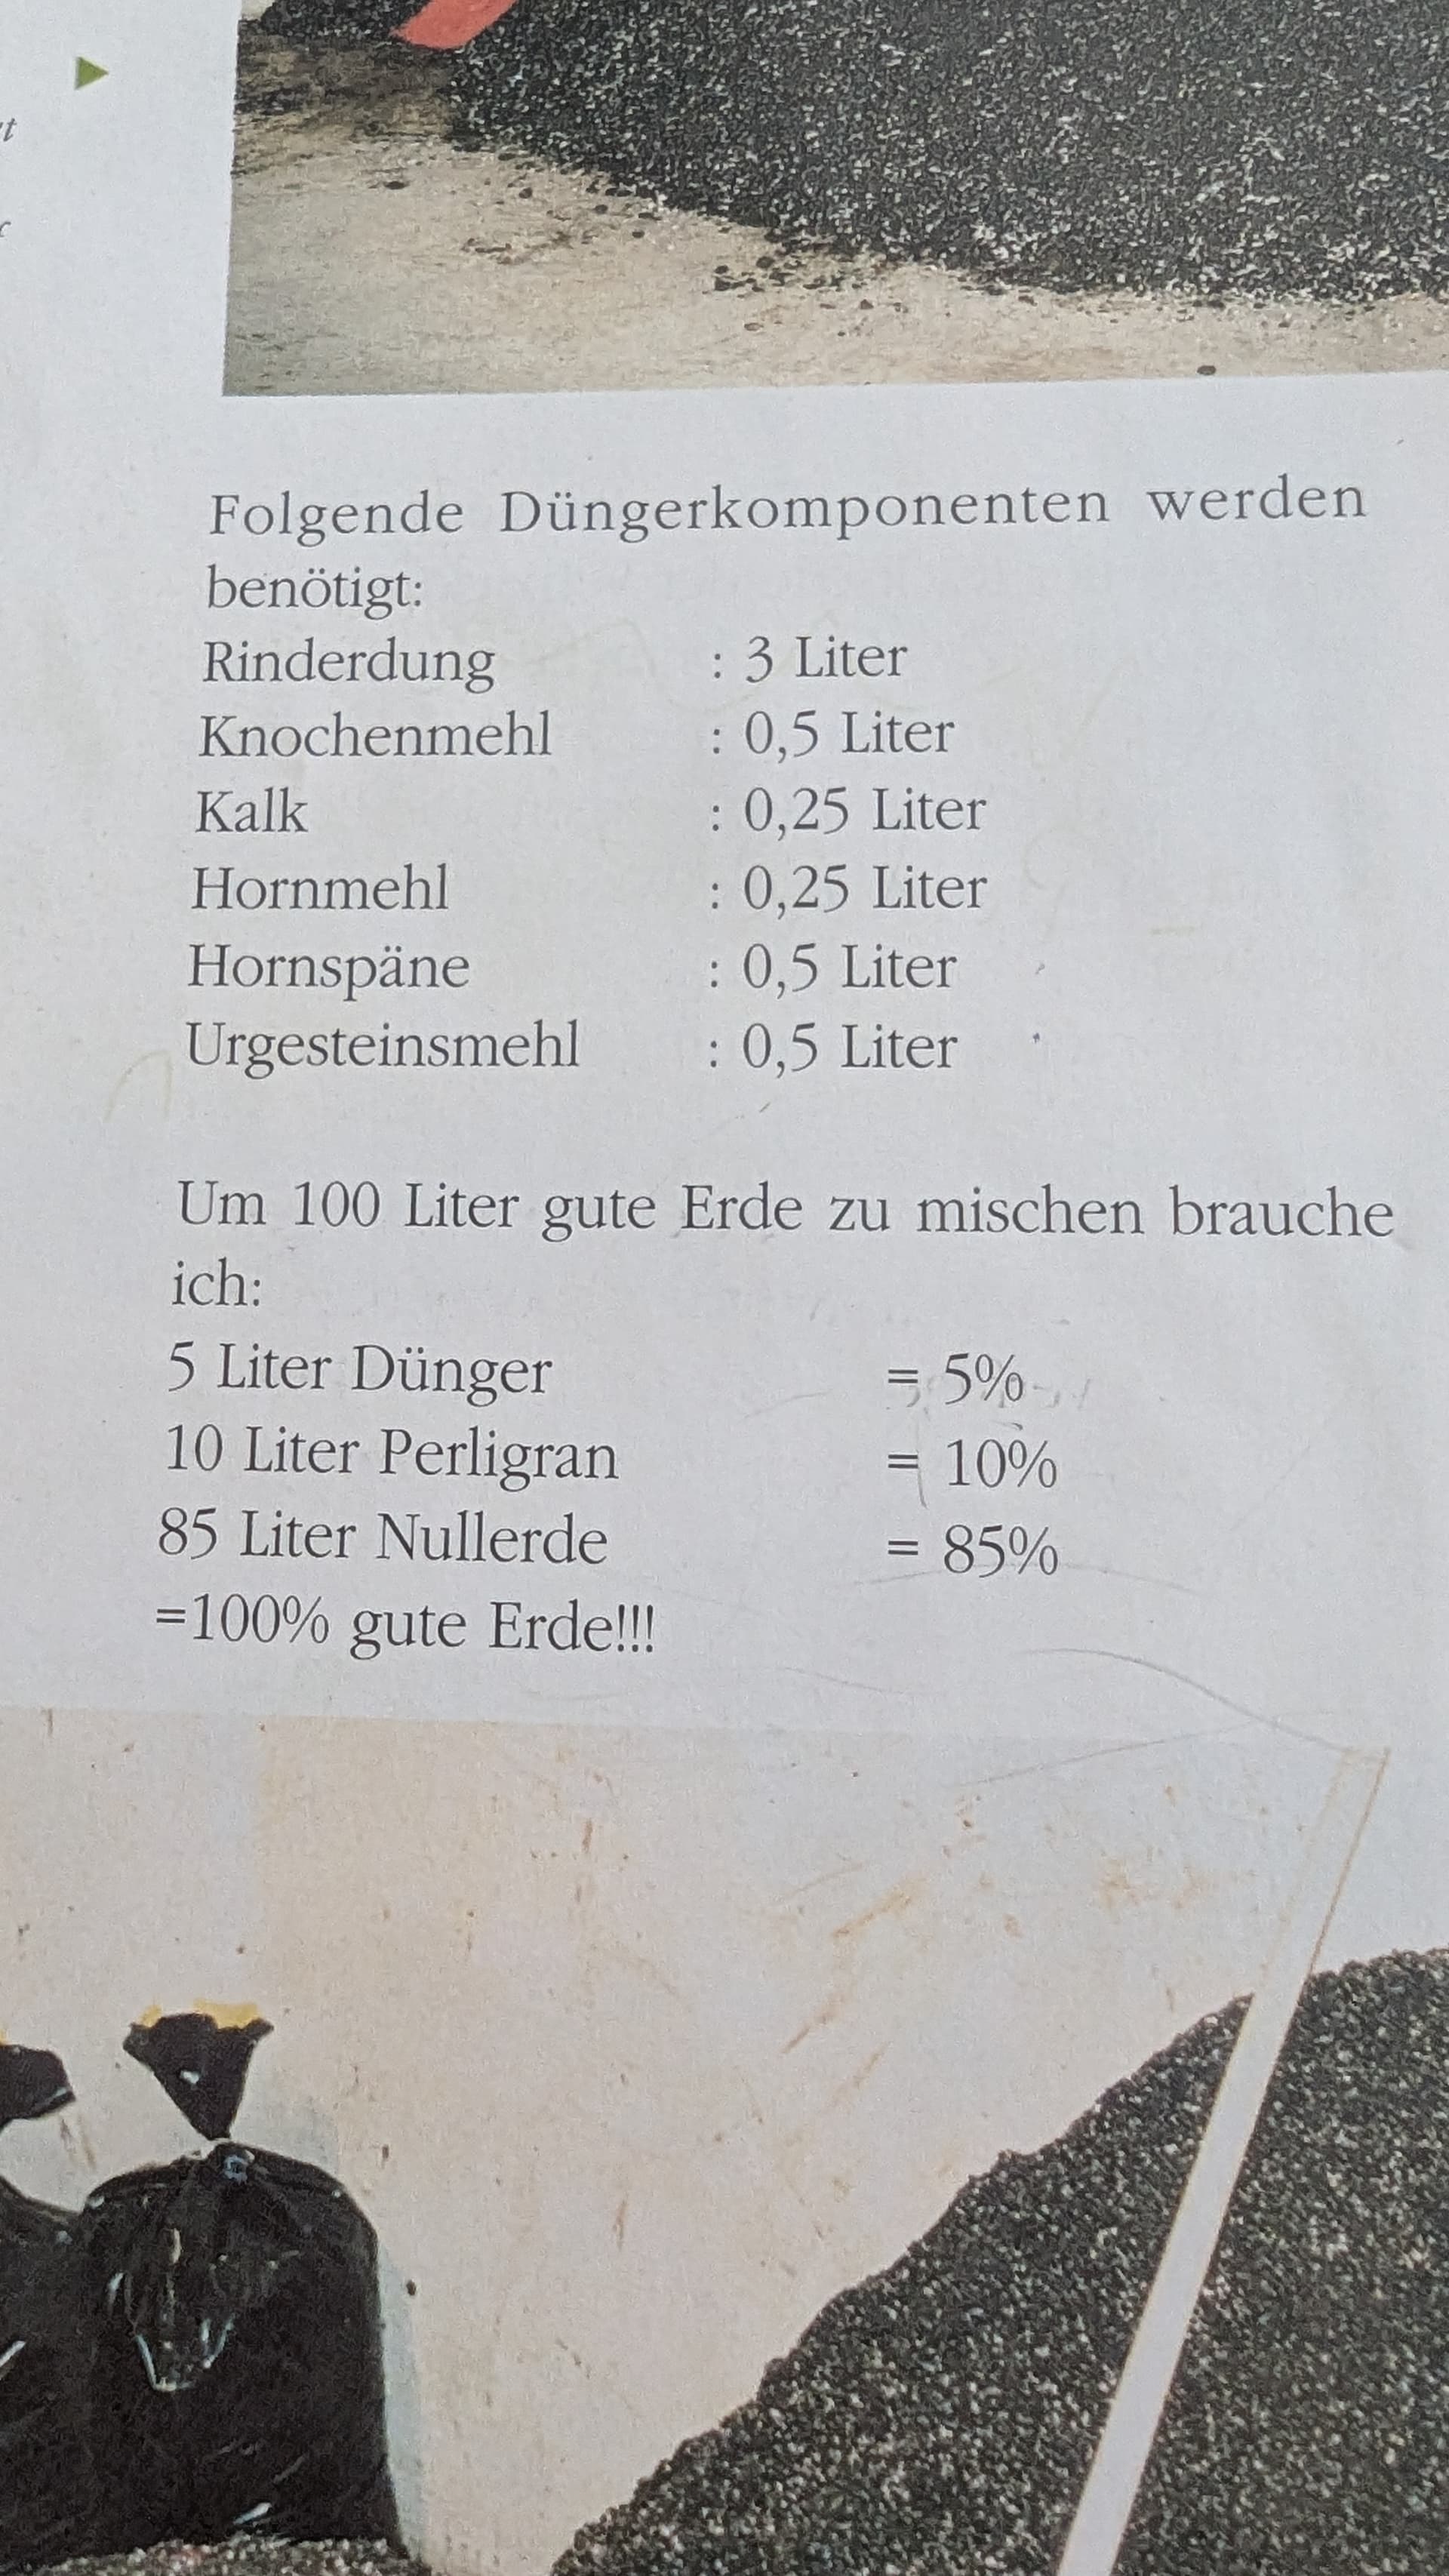 Folgende Düngerkomponenten werden
benötigt:
Rinderdung : 3 Liter
Knochenmehl : 0,5 Liter
Kalk : 0,25 Liter
Hornmehl : 0,25 Liter
Hornspäne : 0,5 Liter
Urgesteinsmehl : 0,5 Liter
Um 100 Liter gute Erde zu mischen brauche
ich:
5 Liter Dünger = 5%
10 Liter Perligran = 10%
85 Liter Nullerde = 85%
=100% gute Erde!!!